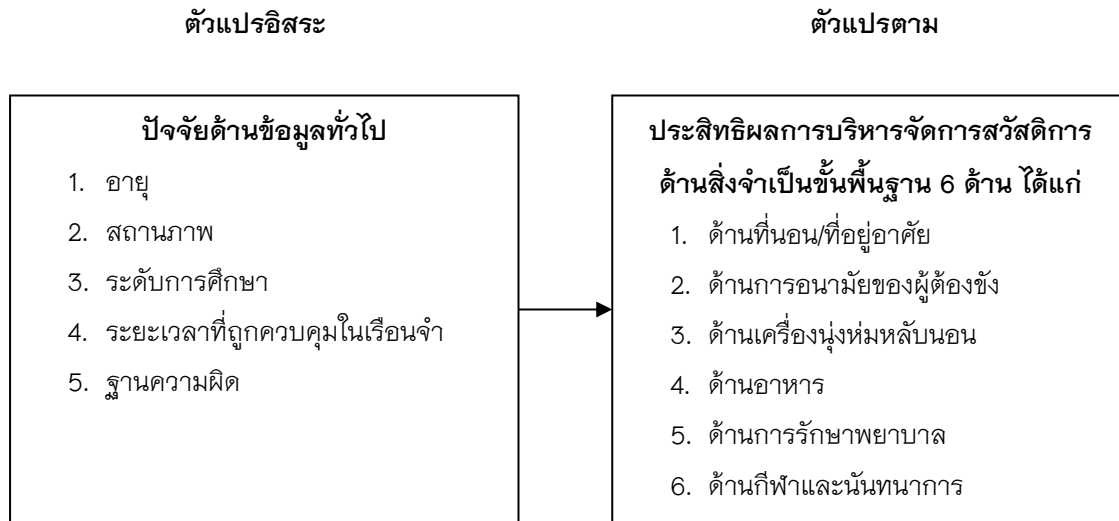 ตัวแปรอิสระ
ตัวแปรตาม
ปัจจัยด้านข้อมูลทั่วไป
1. อายุ
2. สถานภาพ
3. ระดับการศึกษา
4. ระยะเวลาที่ถูกควบคุมในเรือนจำ
5. ฐานความผิด
ประสิทธิผลการบริหารจัดการสวัสดิการ
ด้านสิ่งจำเป็นขั้นพื้นฐาน 6 ด้าน ได้แก่
1. ด้านที่นอน/ที่อยู่อาศัย
2. ด้านการอนามัยของผู้ต้องขัง
3. ด้านเครื่องนุ่งห่มหลับนอน
4. ด้านอาหาร
5. ด้านการรักษาพยาบาล
6. ด้านกีฬาและนันทนาการ